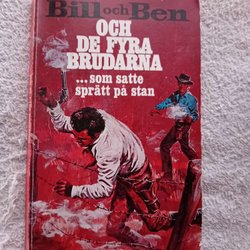 Bill och Ben
OCH
DE FYRA
BRUDARNA
...som satte
sprätt på stan